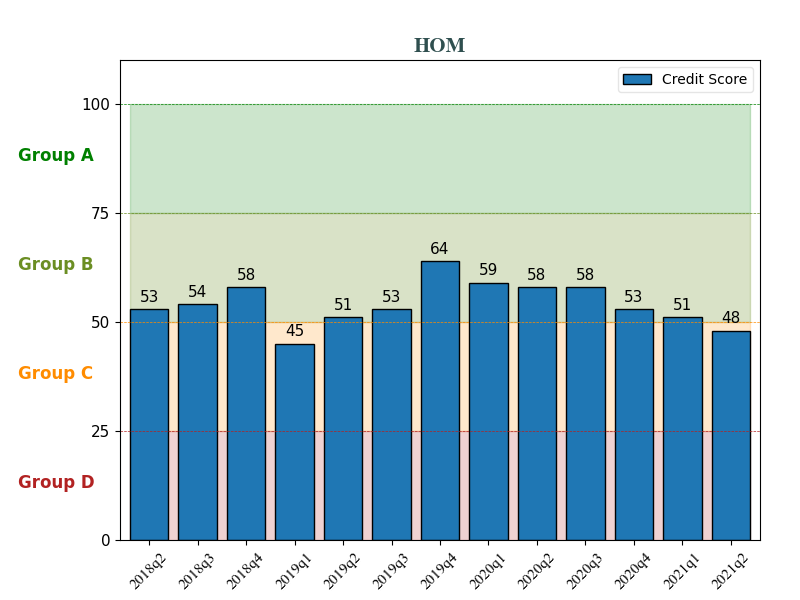 HOM
Credit Score
100
Group A
75
Group B
64
59
58
58
58
54
53
53
53
51
51
48
45
50
Group C
25
Group D
0
2018q2
2018q3
2018q4
2019q1
2019q2
2019q3
2019q4
2020q1
2020q2
2020q3
2020q4
2021q1
2021q2